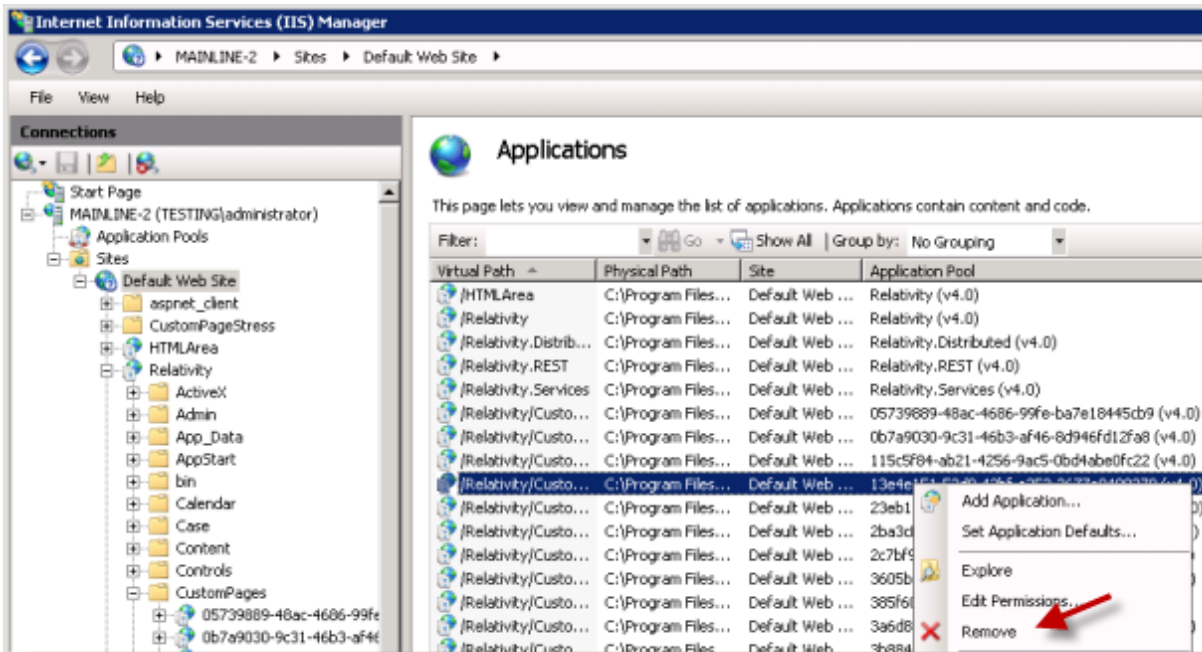 Internet Information Services (IIS) Manager
MAINLINE-2 Sites Default Web Site
File View Help
Connections
Start Page
MAINLINE-2 (TESTING\administrator)
Application Pools
Sites
Default Web Site
aspnet_client
CustomPageStress
HTMLArea
Relativity
ActiveX
Admin
App_Data
AppStart
bin
Calendar
Case
Content
Controls
CustomPages
05739889-48ac-4686-99fe
0b7a9030-9c31-46b3-af46
Applications
This page lets you view and manage the list of applications. Applications contain content and code.
Filter: Go Show All Group by: No Grouping
Virtual Path Physical Path Site Application Pool
/HTMLArea C:\Program Files... Default Web ... Relativity (v4.0)
/Relativity C:\Program Files... Default Web ... Relativity (v4.0)
/Relativity.Distrib... C:\Program Files... Default Web ... Relativity.Distributed (v4.0)
/Relativity.REST C:\Program Files... Default Web ... Relativity.REST (v4.0)
/Relativity.Services C:\Program Files... Default Web ... Relativity.Services (v4.0)
/Relativity/Custo... C:\Program Files... Default Web ... 05739889-48ac-4686-99fe-ba7e18445cb9 (v4.0)
/Relativity/Custo... C:\Program Files... Default Web ... 0b7a9030-9c31-46b3-af46-8d946fd12fa8 (v4.0)
/Relativity/Custo... C:\Program Files... Default Web ... 115c5f84-ab21-4256-9ac5-0bd4abe0fc22 (v4.0)
/Relativity/Custo... C:\Program Files... Default Web ...
/Relativity/Custo... C:\Program Files... Default Web ... 23eb1
/Relativity/Custo... C:\Program Files... Default Web ... 2ba3d
/Relativity/Custo... C:\Program Files... Default Web ... 2c7bf9
/Relativity/Custo... C:\Program Files... Default Web ... 3605b
/Relativity/Custo... C:\Program Files... Default Web ... 385f6
/Relativity/Custo... C:\Program Files... Default Web ... 3a6d8
/Relativity/Custo... C:\Program Files... Default Web ... 3b884
Add Application...
Set Application Defaults...
Explore
Edit Permissions...
Remove